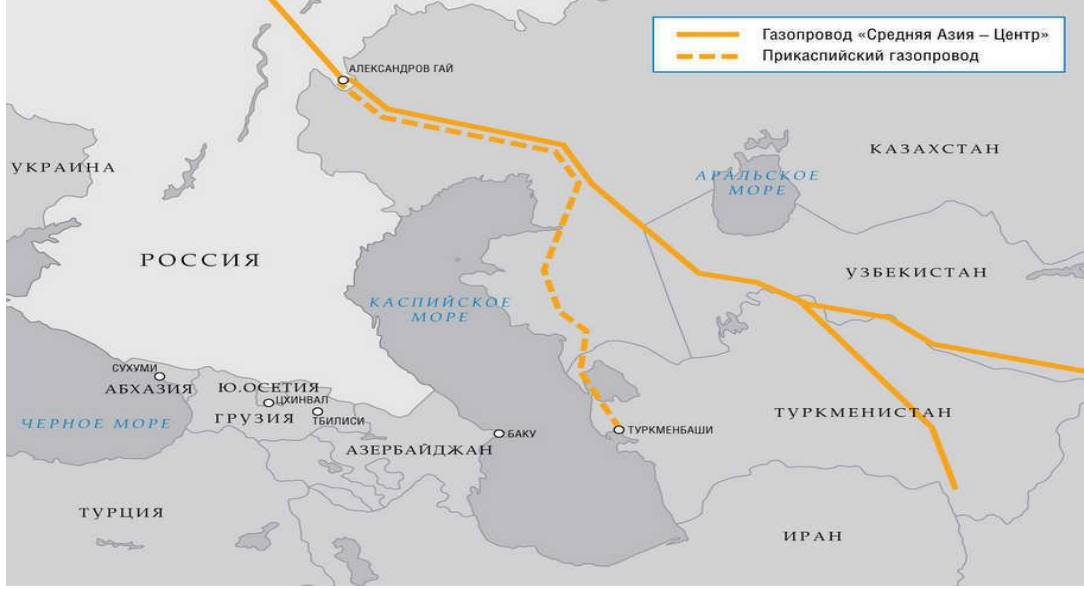 Газопровод «Средняя Азия – Центр»
Прикаспийский газопровод
АЛЕКСАНДРОВ ГАЙ
УКРАИНА
КАЗАХСТАН
АРАЛЬСКОЕ
МОРЕ
РОССИЯ
УЗБЕКИСТАН
КАСПИЙСКОЕ
МОРЕ
СУХУМИ
АБХАЗИЯ
Ю.ОСЕТИЯ
ЦХИНВАЛ
ГРУЗИЯ
ТБИЛИСИ
ЧЕРНОЕ МОРЕ
ТУРКМЕНИСТАН
БАКУ
ТУРКМЕНБАШИ
АЗЕРБАЙДЖАН
ТУРЦИЯ
ИРАН